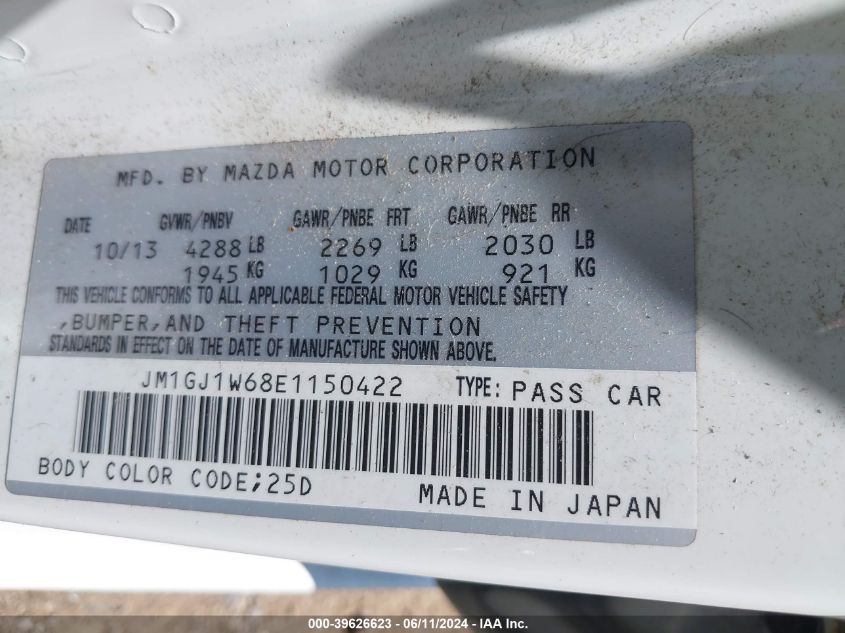 MFD. BY MAZDA MOTOR CORPORATION
DATE GVWR/PNBV GAWR/PNBE FRT GAWR/PNBE RR
10/13 4288 LB 2269 LB 2030 LB
1945 KG 1029 KG 921 KG
THIS VEHICLE CONFORMS TO ALL APPLICABLE FEDERAL MOTOR VEHICLE SAFETY
,BUMPER,AND THEFT PREVENTION
STANDARDS IN EFFECT ON THE DATE OF MANUFACTURE SHOWN ABOVE.
JM1GJ1W68E1150422 TYPE: PASS CAR
BODY COLOR CODE;25D MADE IN JAPAN
000-39626623 - 06/11/2024 - IAA Inc.